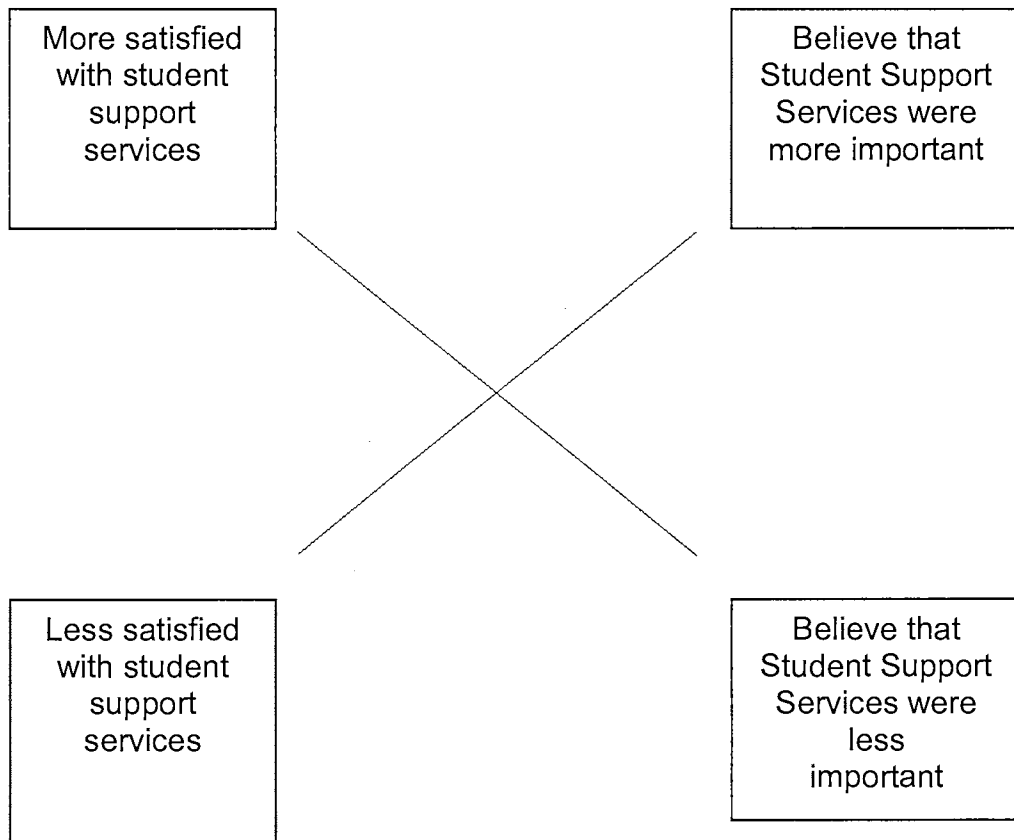 More satisfied
with student
support
services
Believe that
Student Support
Services were
more important
Less satisfied
with student
support
services
Believe that
Student Support
Services were
less
important